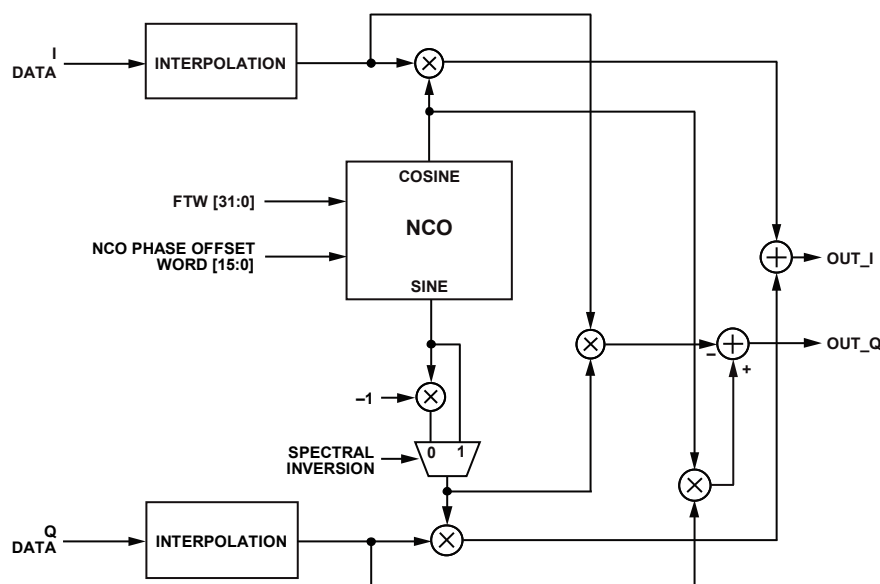 I
DATA
INTERPOLATION
COSINE
FTW [31:0]
NCO
NCO PHASE OFFSET
WORD [15:0]
SINE
OUT_I
OUT_Q
–
+
–1
0 1
SPECTRAL
INVERSION
Q
DATA
INTERPOLATION